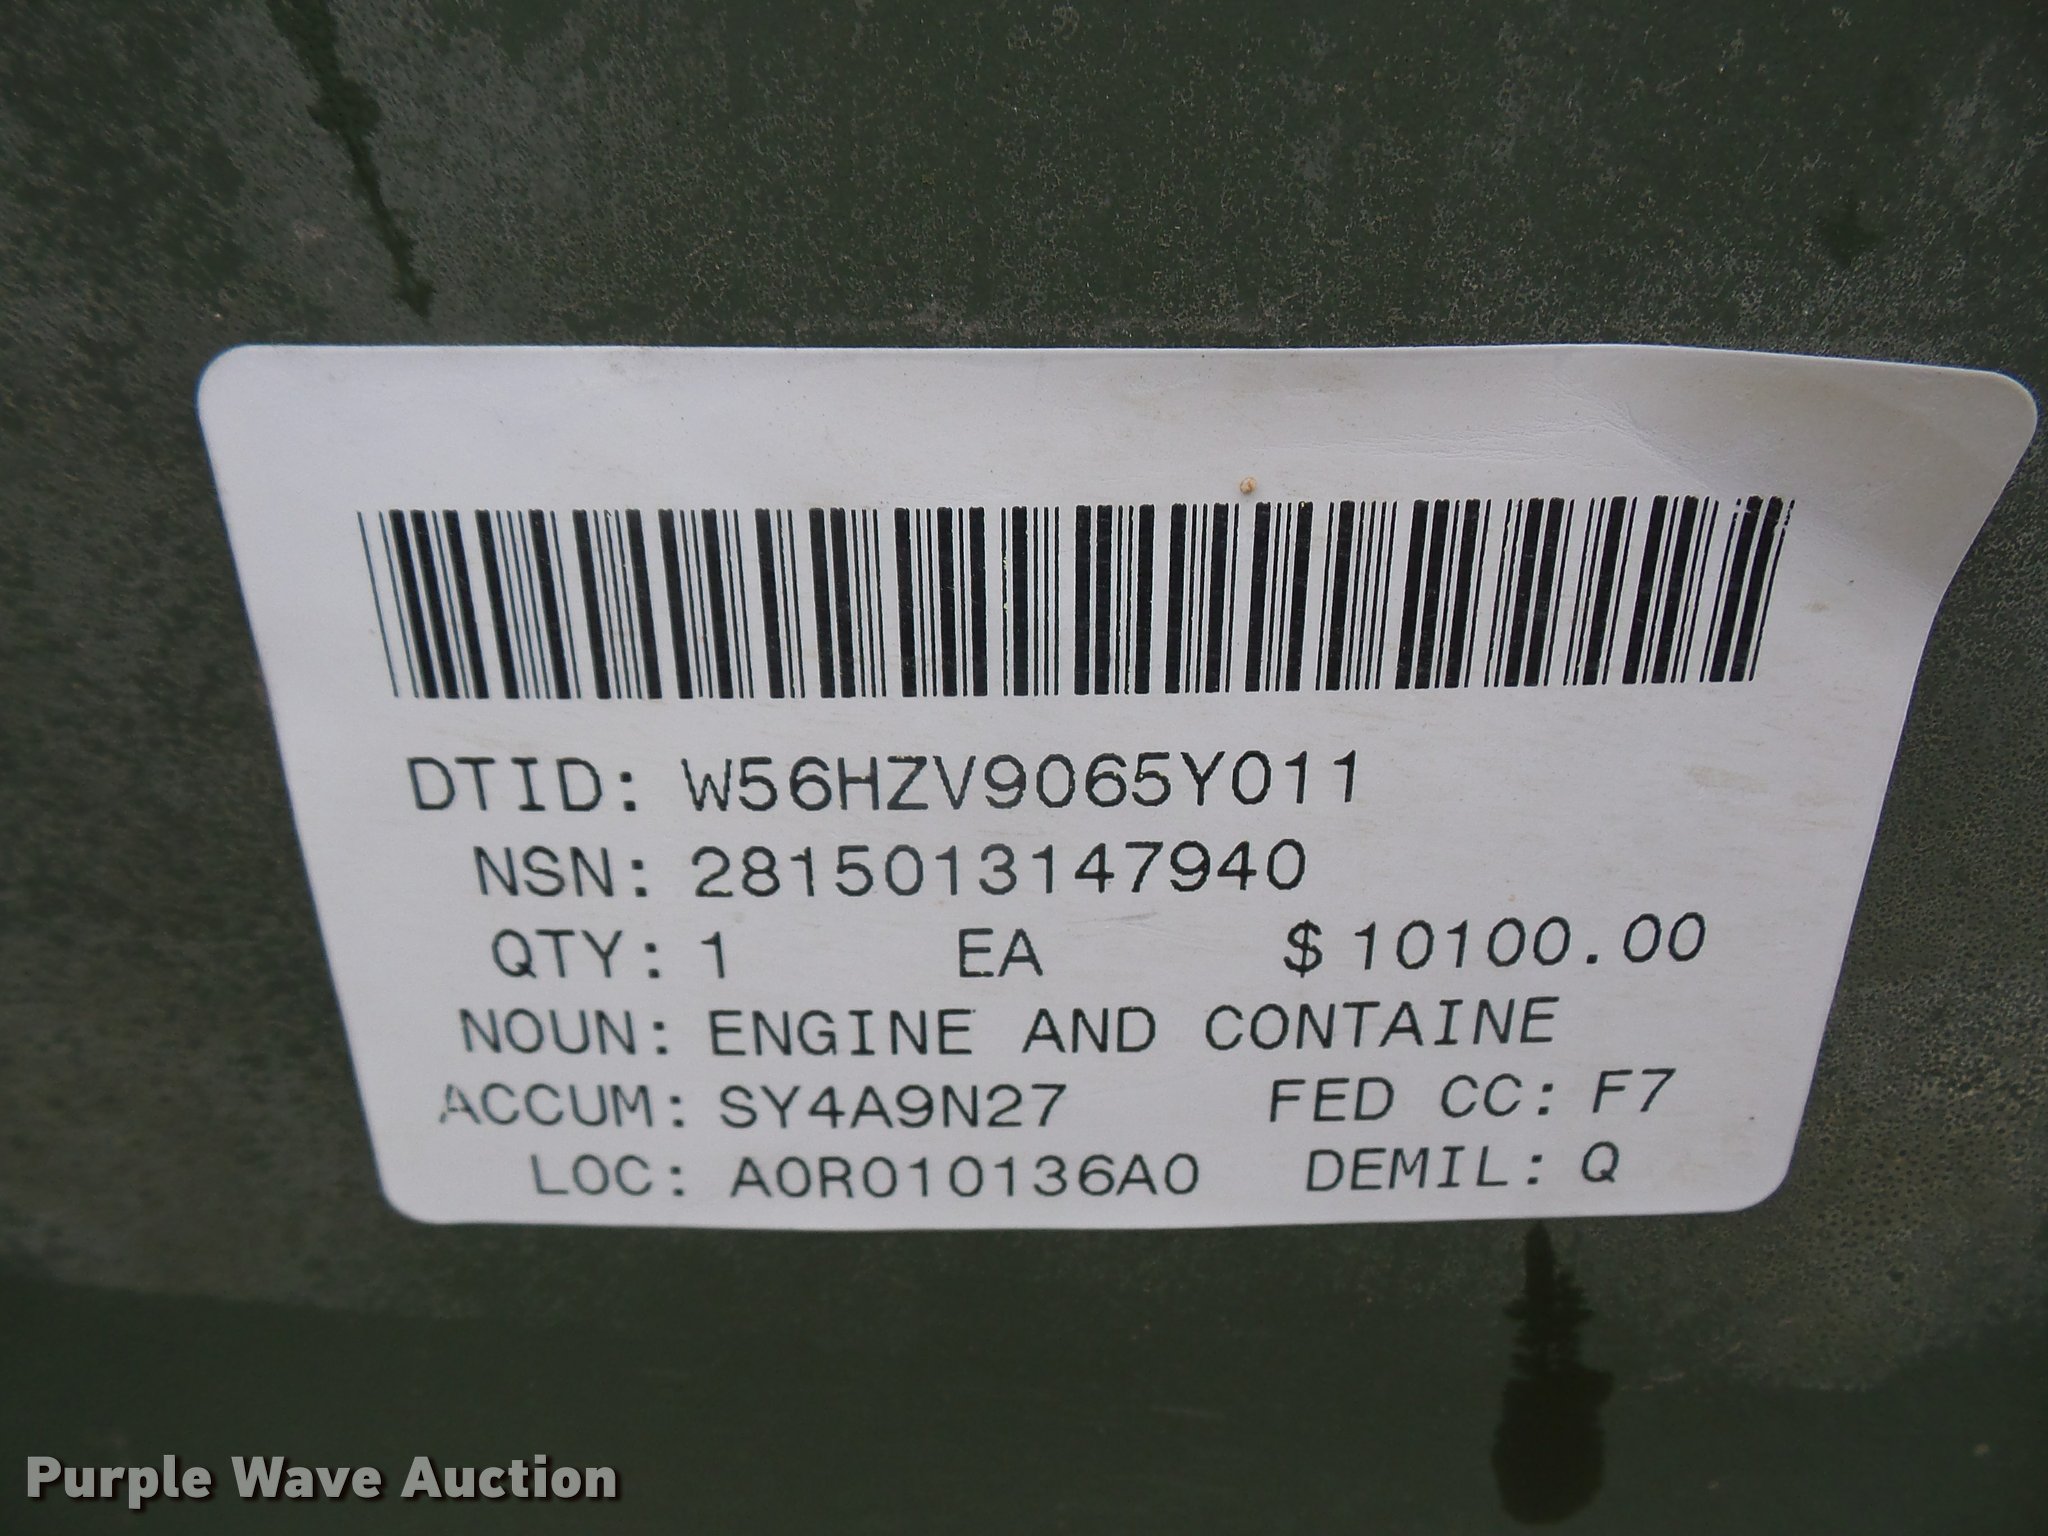 DTID: W56HZV9065Y011
NSN: 2815013147940
QTY: 1 EA $10100.00
NOUN: ENGINE AND CONTAINE
ACCUM: SY4A9N27 FED CC: F7
LOC: A0R010136A0 DEMIL: Q
Purple Wave Auction